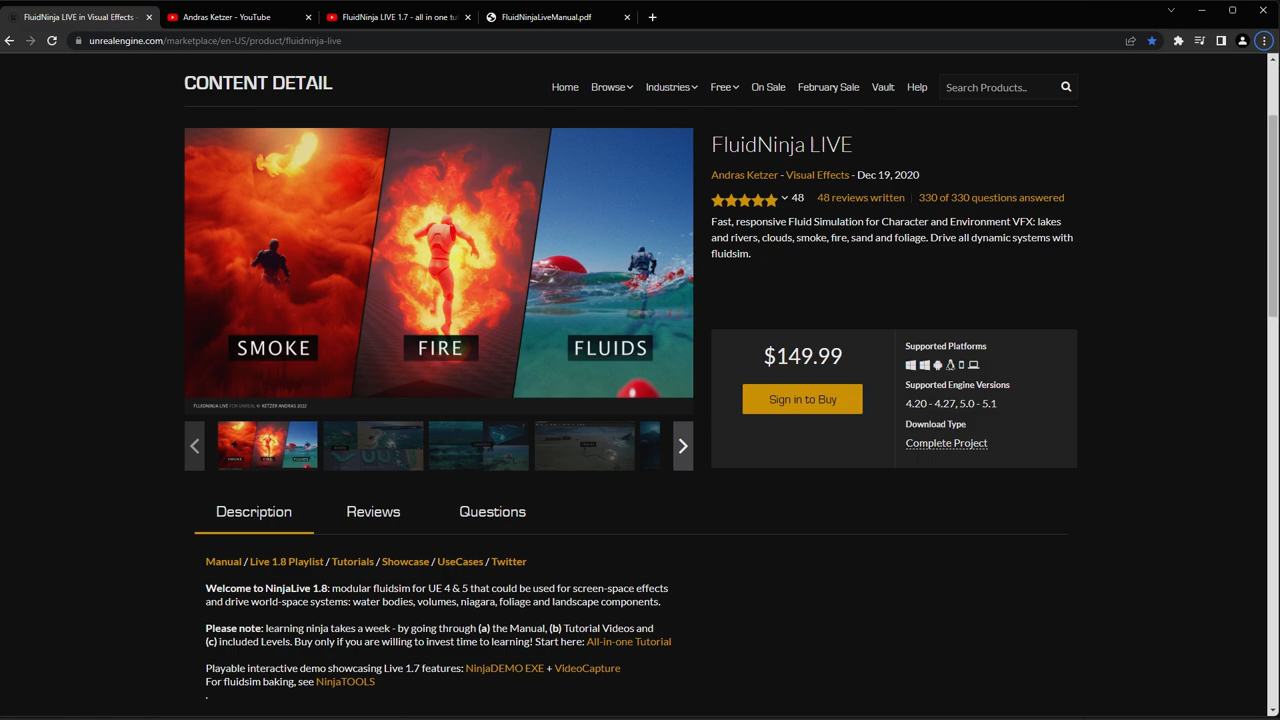 FluidNinja LIVE in Visual Effects -
Andras Ketzer - YouTube
FluidNinja LIVE 1.7 - all in one tu
FluidNinjaLiveManual.pdf
unrealengine.com/marketplace/en-US/product/fluidninja-live
CONTENT DETAIL
Home Browse Industries Free On Sale February Sale Vault Help
Search Products..
SMOKE
FIRE
FLUIDS
FLUIDNINJA LIVE FOR UNREAL © KETZER ANDRAS 2022
SMOKE
FIRE
FLUIDS
FluidNinja LIVE
Andras Ketzer - Visual Effects - Dec 19, 2020
48 48 reviews written 330 of 330 questions answered
Fast, responsive Fluid Simulation for Character and Environment VFX: lakes
and rivers, clouds, smoke, fire, sand and foliage. Drive all dynamic systems with
fluidsim.
$149.99
Sign in to Buy
Supported Platforms
Supported Engine Versions
4.20 - 4.27, 5.0 - 5.1
Download Type
Complete Project
Description Reviews Questions
Manual / Live 1.8 Playlist / Tutorials / Showcase / UseCases / Twitter
Welcome to NinjaLive 1.8: modular fluidsim for UE 4 & 5 that could be used for screen-space effects
and drive world-space systems: water bodies, volumes, niagara, foliage and landscape components.
Please note: learning ninja takes a week - by going through (a) the Manual, (b) Tutorial Videos and
(c) included Levels. Buy only if you are willing to invest time to learning! Start here: All-in-one Tutorial
Playable interactive demo showcasing Live 1.7 features: NinjaDEMO EXE + VideoCapture
For fluidsim baking, see NinjaTOOLS
.